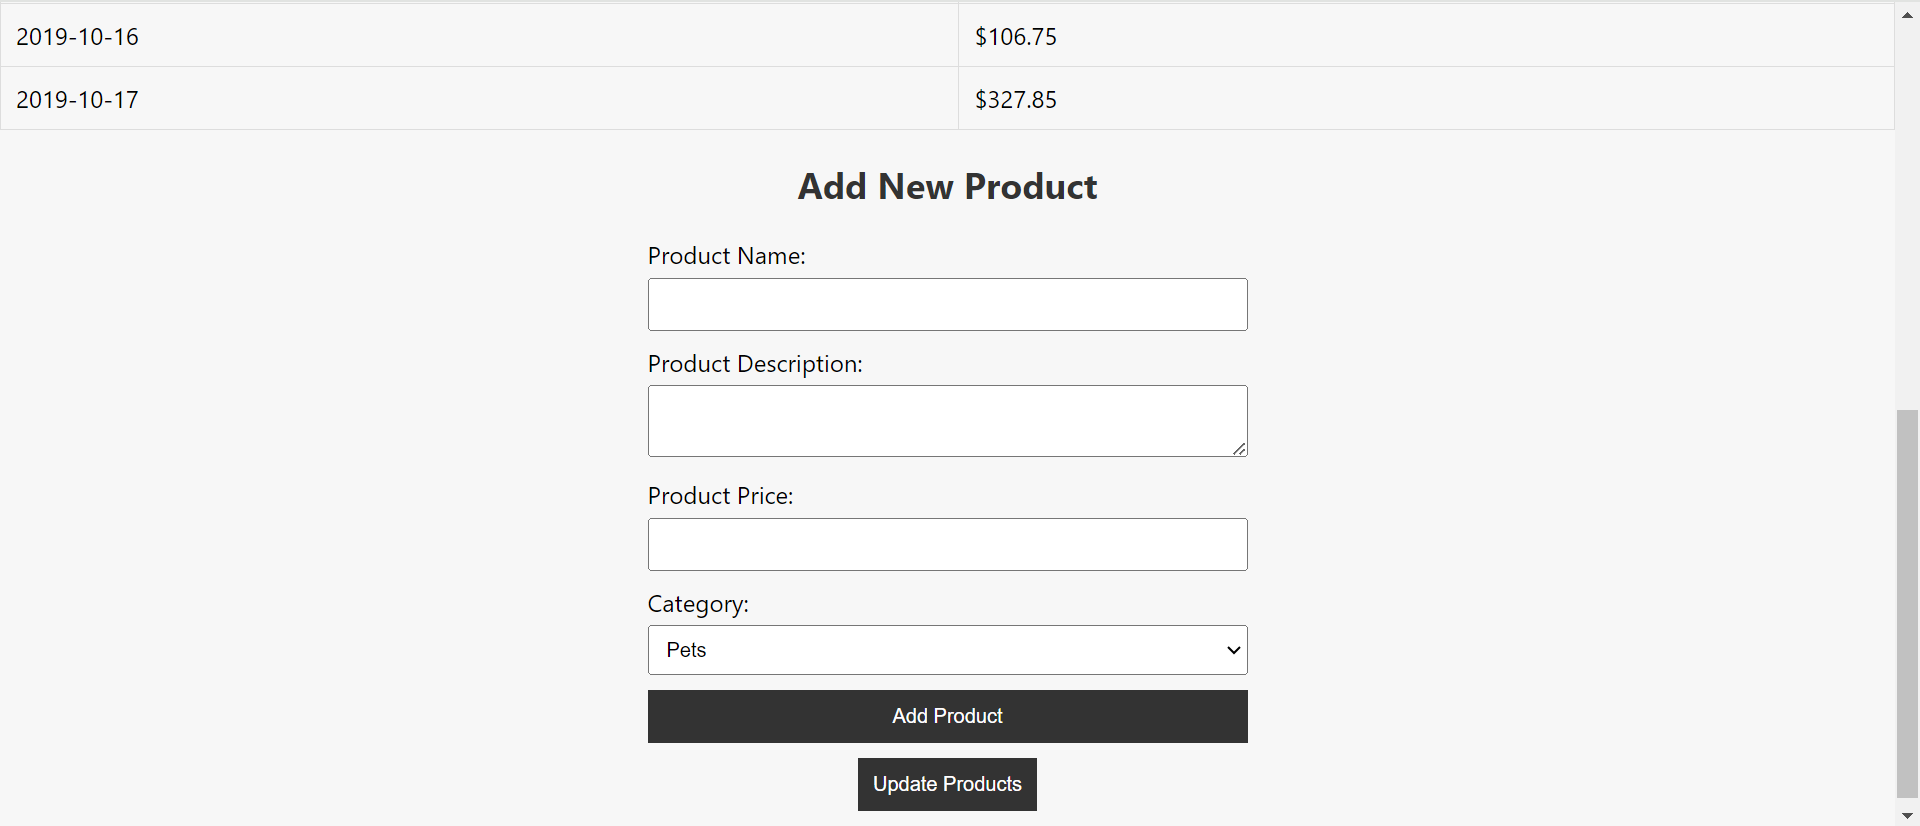 2019-10-16 $106.75
2019-10-17 $327.85
Add New Product
Product Name:
Product Description:
Product Price:
Category:
Pets
Add Product
Update Products